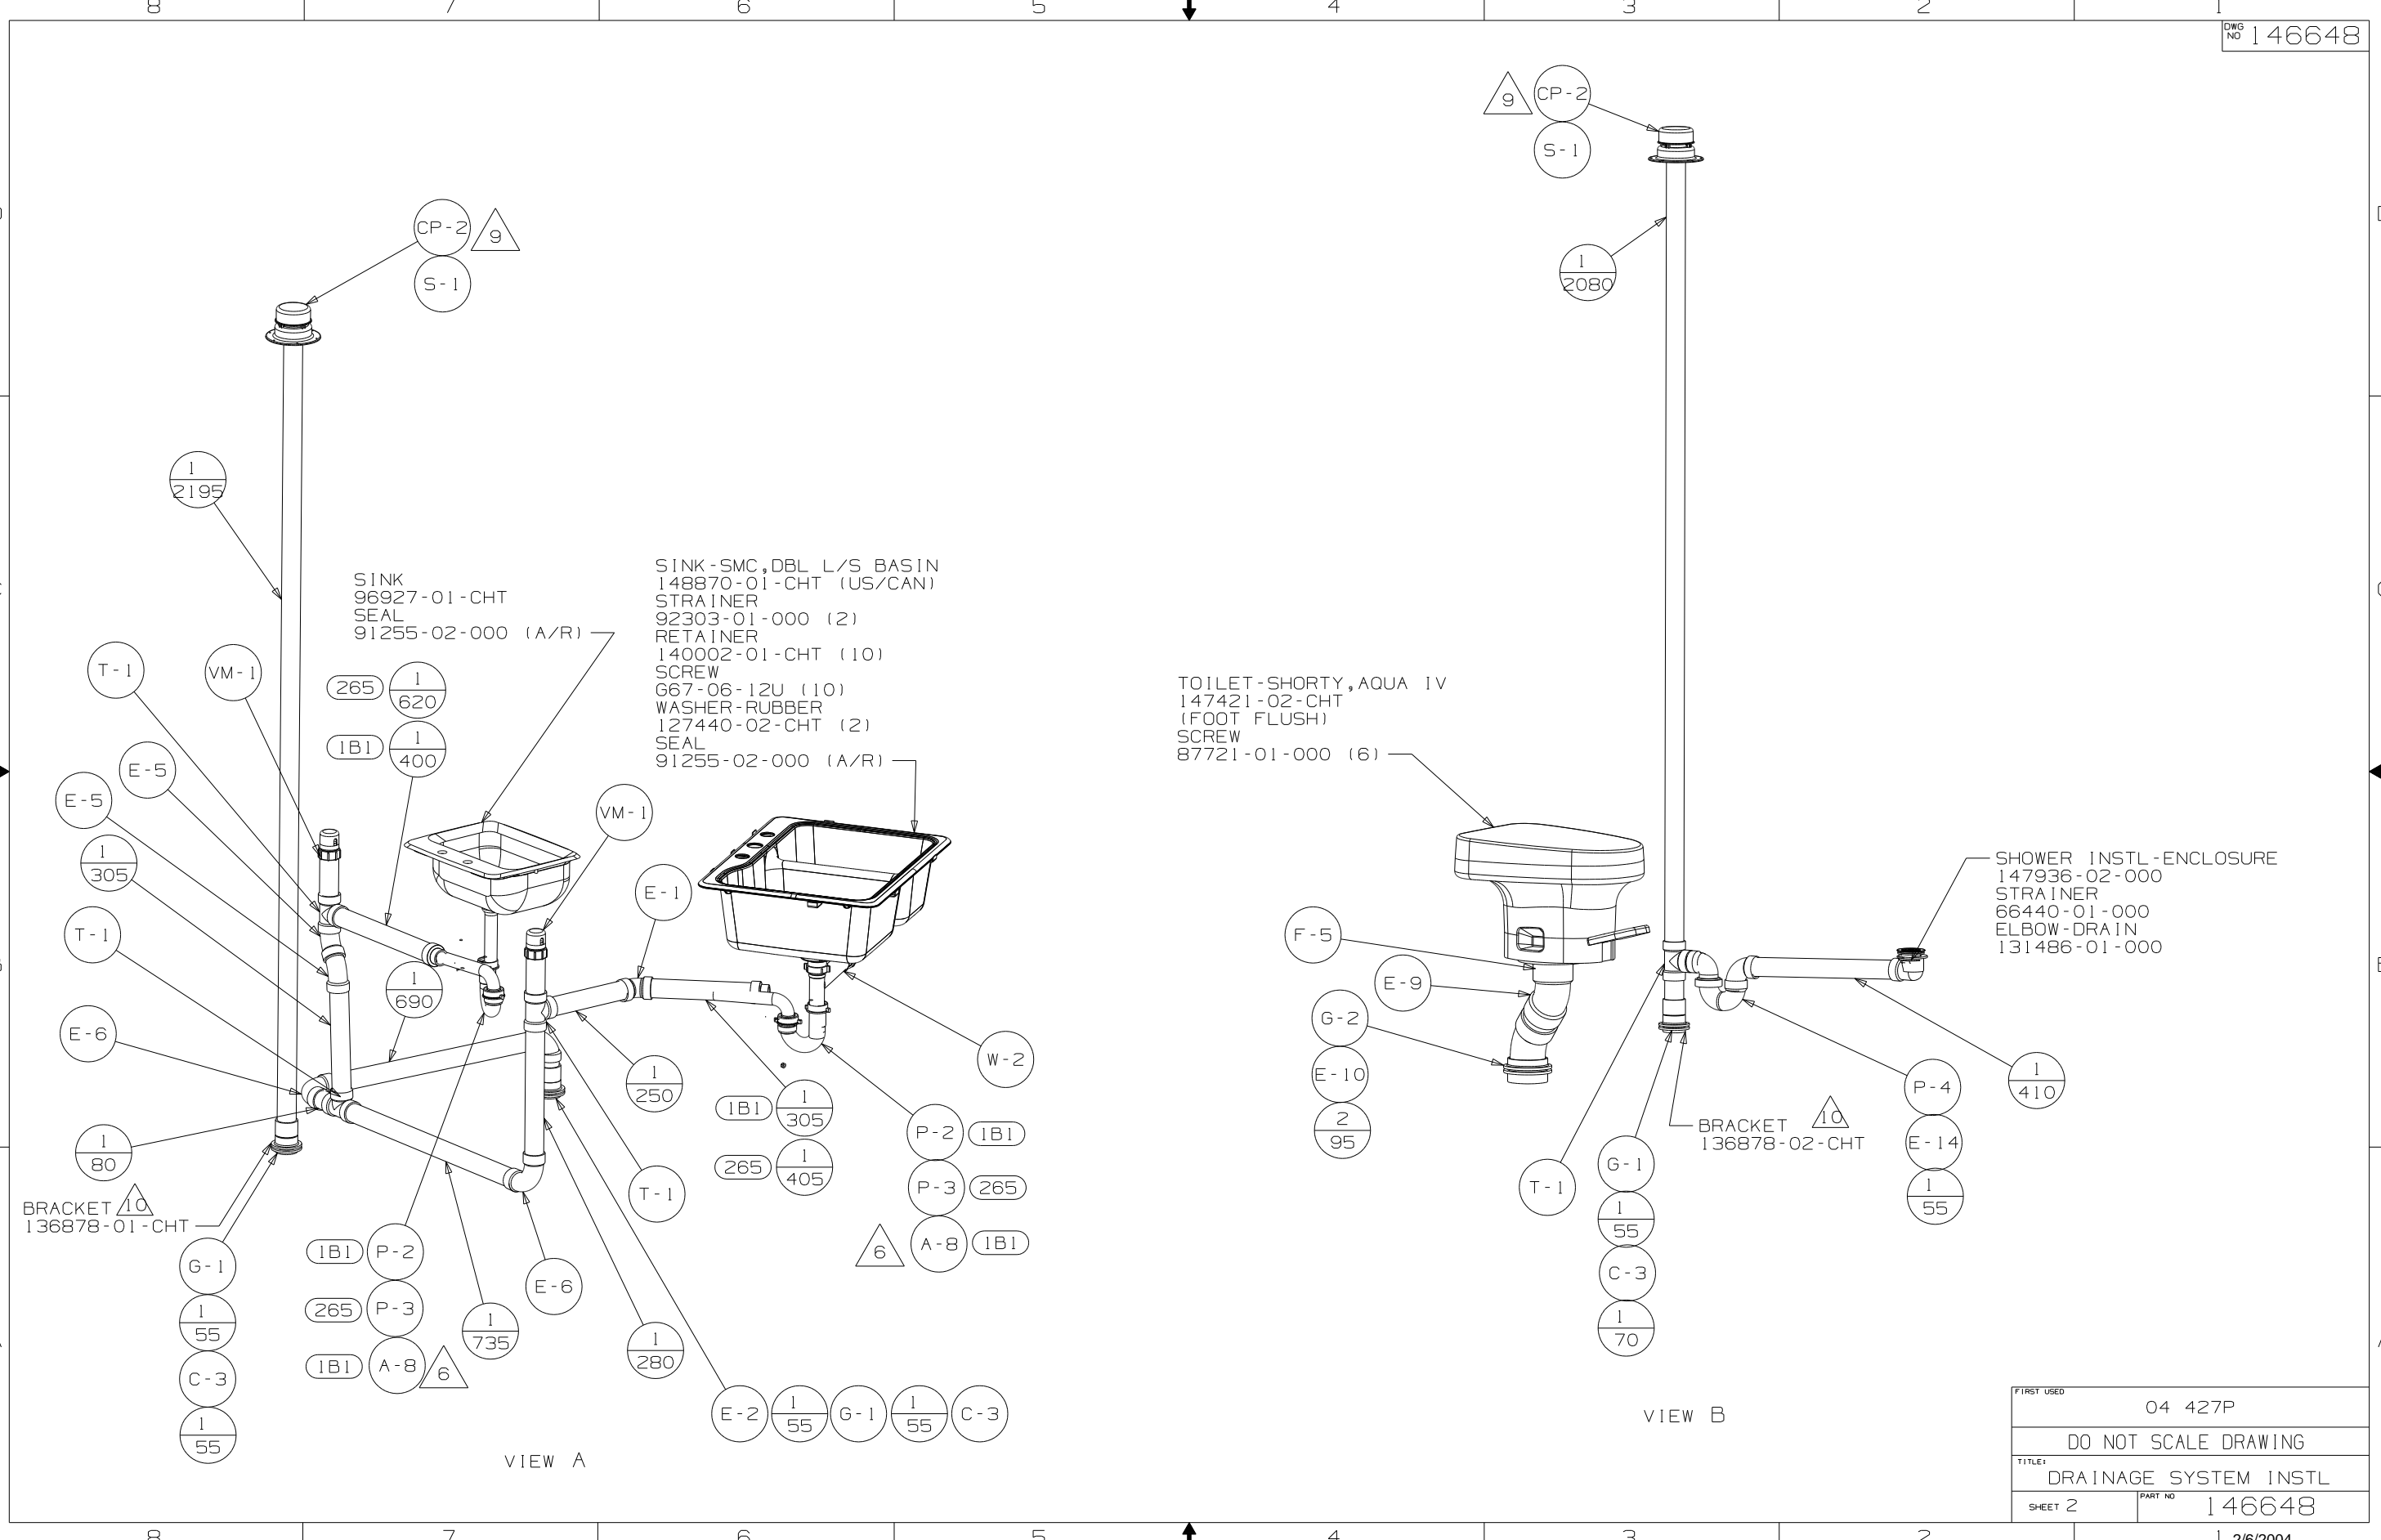 8 7 6 5 4 3 2 1
DWG NO 146648
CP-2 9
S-1
1
2195
SINK
96927-01-CHT
SEAL
91255-02-000 (A/R)
SINK-SMC,DBL L/S BASIN
148870-01-CHT (US/CAN)
STRAINER
92303-01-000 (2)
RETAINER
140002-01-CHT (10)
SCREW
G67-06-12U (10)
WASHER-RUBBER
127440-02-CHT (2)
SEAL
91255-02-000 (A/R)
T-1
VM-1
265 1
620
1B1 1
400
E-5
E-5
1
305
T-1
E-6
1
690
1
80
VM-1
E-1
W-2
1
250
1B1 1
305
265 1
405
P-2 1B1
P-3 265
6 A-8 1B1
T-1
BRACKET 10
136878-01-CHT
G-1
1
55
C-3
1
55
1B1 P-2
265 P-3
1B1 A-8 6
1
735
E-6
1
280
E-2 1
55 G-1 1
55 C-3
VIEW A
9 CP-2
S-1
1
2080
TOILET-SHORTY,AQUA IV
147421-02-CHT
(FOOT FLUSH)
SCREW
87721-01-000 (6)
F-5
E-9
G-2
E-10
2
95
SHOWER INSTL-ENCLOSURE
147936-02-000
STRAINER
66440-01-000
ELBOW-DRAIN
131486-01-000
1
410
P-4
E-14
1
55
BRACKET 10
136878-02-CHT
T-1
G-1
1
55
C-3
1
70
VIEW B
FIRST USED
04 427P
DO NOT SCALE DRAWING
TITLE:
DRAINAGE SYSTEM INSTL
SHEET 2 PART NO 146648
8 7 6 5 4 3 2 1
2/6/2004